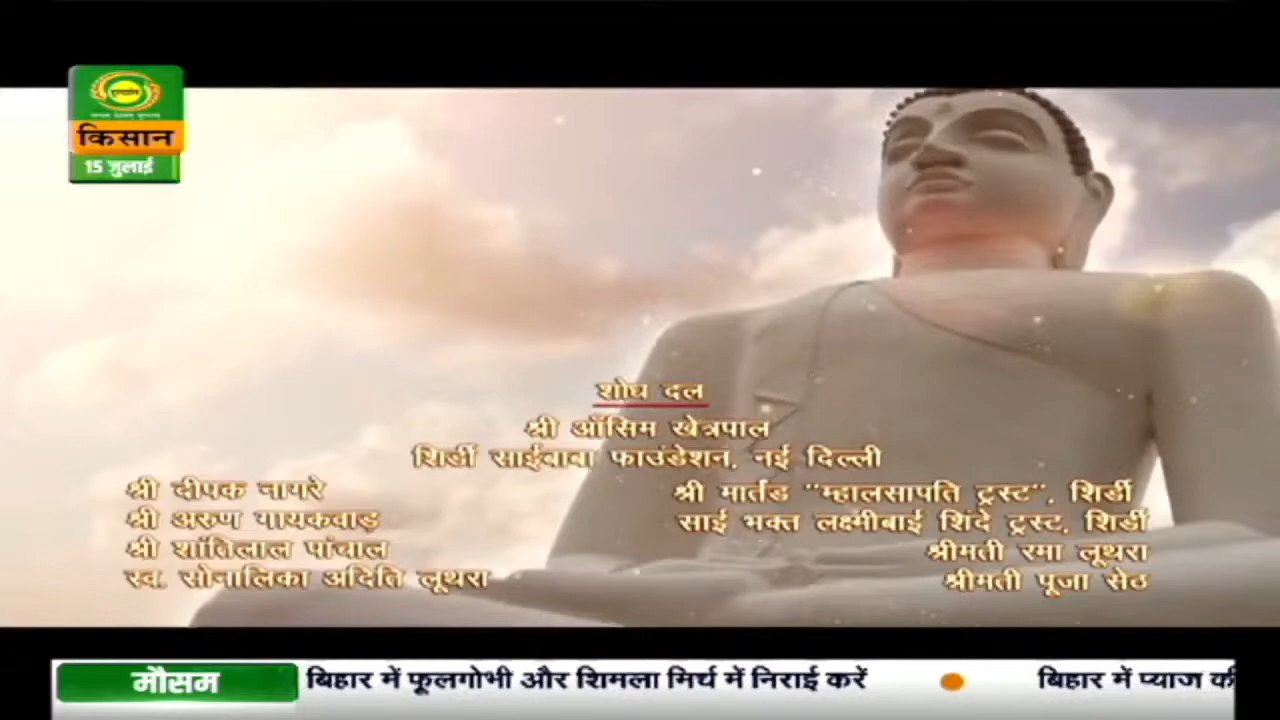 किसान
15 जुलाई
शोध दल
श्री ऑसिम खेत्रपाल
शिर्डी साईबाबा फाउंडेशन, नई दिल्ली
श्री दीपक नागरे
श्री अरुण गायकवाड़
श्री शांतिलाल पांचाल
स्व. सोनालिका अदिति लूथरा
श्री मार्तंड "म्हालसापति ट्रस्ट", शिर्डी
साई भक्त लक्ष्मीबाई शिंदे ट्रस्ट, शिर्डी
श्रीमती रमा लूथरा
श्रीमती पूजा सेठ
मौसम
बिहार में फूलगोभी और शिमला मिर्च में निराई करें
बिहार में प्याज की